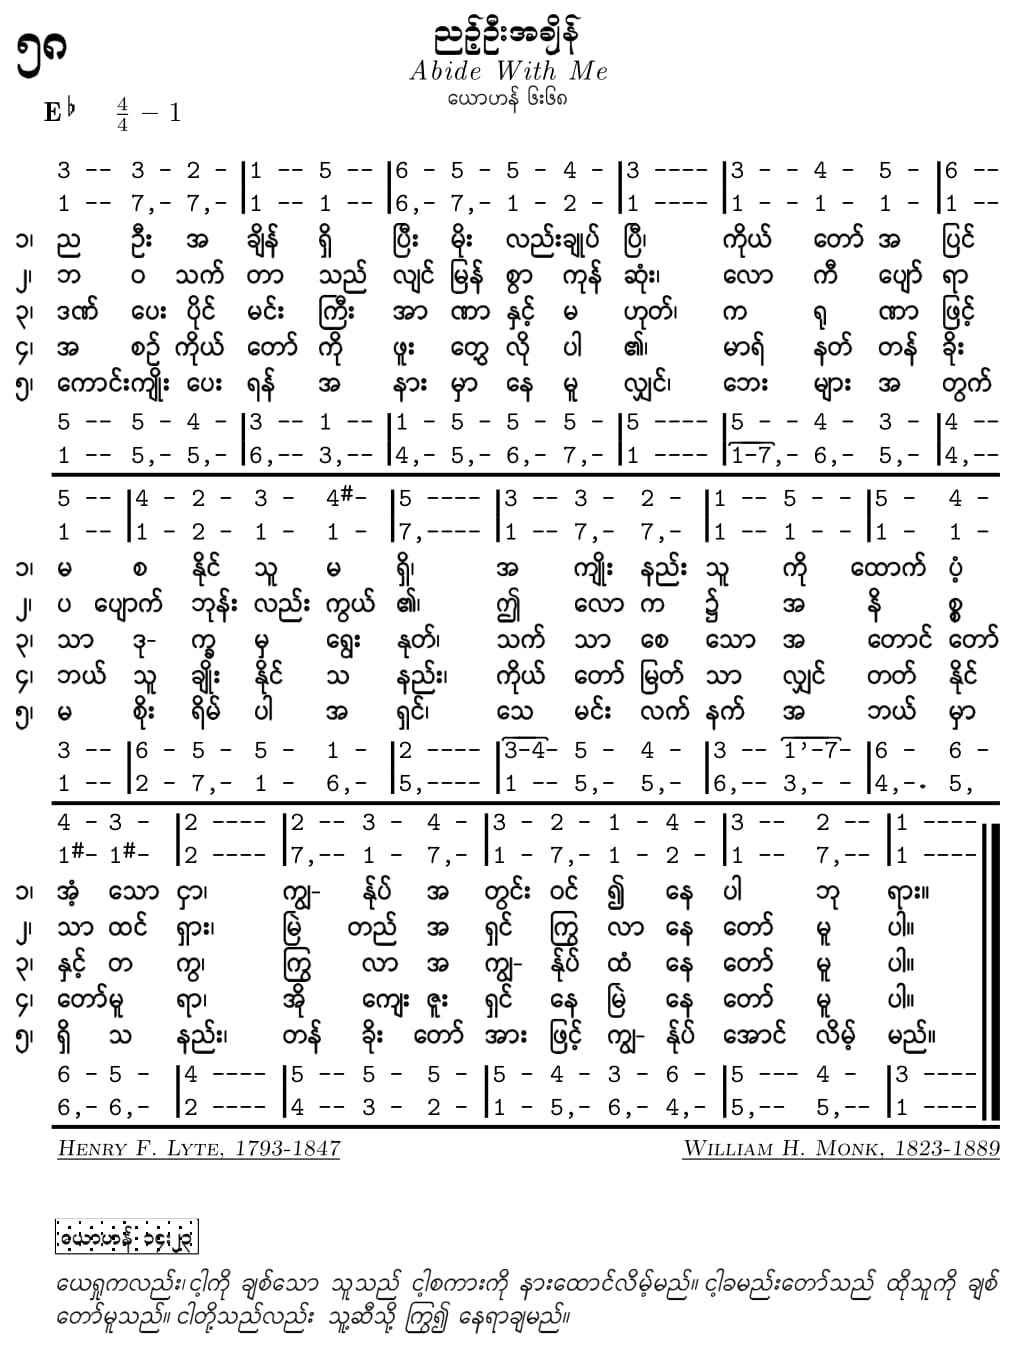 ၅၈
ညဥ့်ဦးအချိန်
Abide With Me
ယောဟန် ၆း၆၈
E♭ 4/4 – 1
3 -- 3 - 2 - |1 -- 5 -- |6 - 5 - 5 - 4 - |3 ---- |3 - - 4 - 5 - |6 --
1 -- 7,- 7,- |1 -- 1 -- |6,- 7,- 1 - 2 - |1 ---- |1 - - 1 - 1 - |1 --
၁၊ ည ဦး အ ချိန် ရှိ ပြီး မိုး လည်းချုပ် ပြီ၊ ကိုယ် တော် အ ပြင်
၂၊ ဘ ဝ သက် တာ သည် လျင် မြန် စွာ ကုန် ဆုံး၊ လော ကီ ပျော် ရာ
၃၊ ဒဏ် ပေး ပိုင် မင်း ကြီး အာ ဏာ နှင့် မ ဟုတ်၊ က ရု ဏာ ဖြင့်
၄၊ အ စဉ် ကိုယ် တော် ကို ဖူး တွေ့ လို ပါ ၏၊ မာရ် နတ် တန် ခိုး
၅၊ ကောင်းကျိုး ပေး ရန် အ နား မှာ နေ မူ လျှင်၊ ဘေး များ အ တွက်
5 -- 5 - 4 - |3 -- 1 -- |1 - 5 - 5 - 5 - |5 ---- |5 - - 4 - 3 - |4 --
1 -- 5,- 5,- |6,-- 3,-- |4,- 5,- 6,- 7,- |1 ---- |1-7,- 6,- 5,- |4,--
5 -- |4 - 2 - 3 - 4#- |5 ---- |3 -- 3 - 2 - |1 -- 5 - - |5 - 4 -
1 -- |1 - 2 - 1 - 1 - |7,---- |1 -- 7,- 7,- |1 -- 1 - - |1 - 1 -
၁၊ မ စ နိုင် သူ မ ရှိ၊ အ ကျိုး နည်း သူ ကို ထောက် ပံ့
၂၊ ပ ပျောက် ဘုန်း လည်း ကွယ် ၏၊ ဤ လော က ၌ အ နိ စ္စ
၃၊ သာ ဒု- က္ခ မှ ရွေး နုတ်၊ သက် သာ စေ သော အ တောင် တော်
၄၊ ဘယ် သူ ချိုး နိုင် သ နည်း၊ ကိုယ် တော် မြတ် သာ လျှင် တတ် နိုင်
၅၊ မ စိုး ရိမ် ပါ အ ရှင်၊ သေ မင်း လက် နက် အ ဘယ် မှာ
3 -- |6 - 5 - 5 - 1 - |2 ---- |3-4- 5 - 4 - |3 -- 1’-7- |6 - 6 -
1 -- |2 - 7,- 1 - 6,- |5,---- |1 -- 5,- 5,- |6,-- 3,- - |4,-. 5,
4 - 3 - |2 ---- |2 -- 3 - 4 - |3 - 2 - 1 - 4 - |3 -- 2 -- |1 ----
1#- 1#- |2 ---- |7,-- 1 - 7,- |1 - 7,- 1 - 2 - |1 -- 7,-- |1 ----
၁၊ အံ့ သော ငှာ၊ ကျွ- န်ုပ် အ တွင်း ဝင် ၍ နေ ပါ ဘု ရား။
၂၊ သာ ထင် ရှား၊ မြဲ တည် အ ရှင် ကြွ လာ နေ တော် မူ ပါ။
၃၊ နှင့် တ ကွ၊ ကြွ လာ အ ကျွ- န်ုပ် ထံ နေ တော် မူ ပါ။
၄၊ တော်မူ ရာ၊ အို ကျေး ဇူး ရှင် နေ မြဲ နေ တော် မူ ပါ။
၅၊ ရှိ သ နည်း၊ တန် ခိုး တော် အား ဖြင့် ကျွ- န်ုပ် အောင် လိမ့် မည်။
6 - 5 - |4 ---- |5 -- 5 - 5 - |5 - 4 - 3 - 6 - |5 --- 4 - |3 ----
6,- 6,- |2 ---- |4 -- 3 - 2 - |1 - 5,- 6,- 4,- |5,-- 5,-- |1 ----
Henry F. Lyte, 1793-1847 William H. Monk, 1823-1889
ယောဟန် ၁၄း၂၃
ယေရှုကလည်း၊ ငါ့ကို ချစ်သော သူသည် ငါ့စကားကို နားထောင်လိမ့်မည်။ ငါ့ခမည်းတော်သည် ထိုသူကို ချစ်
တော်မူသည်။ ငါတို့သည်လည်း သူ့ဆီသို့ ကြွ၍ နေရာချမည်။